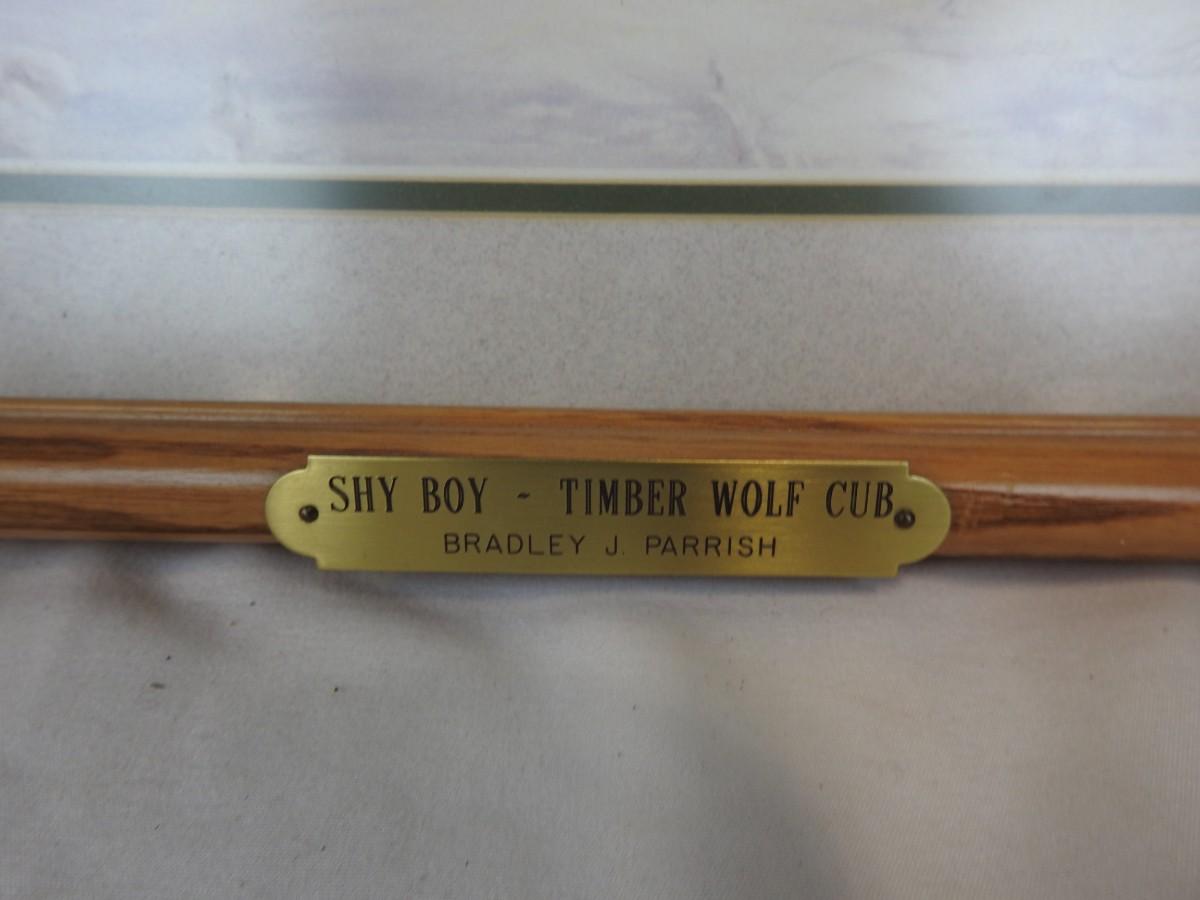 SHY BOY - TIMBER WOLF CUB
BRADLEY J. PARRISH